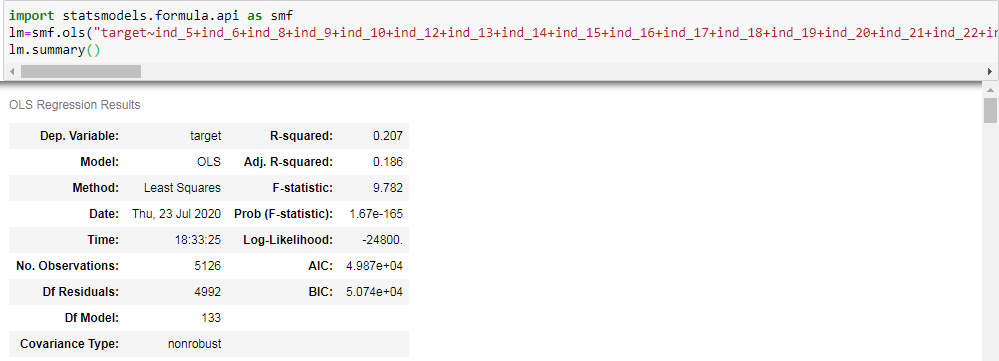 import statsmodels.formula.api as smf
lm=smf.ols("target~ind_5+ind_6+ind_8+ind_9+ind_10+ind_12+ind_13+ind_14+ind_15+ind_16+ind_17+ind_18+ind_19+ind_20+ind_21+ind_22+in
lm.summary()
OLS Regression Results
Dep. Variable: target R-squared: 0.207
Model: OLS Adj. R-squared: 0.186
Method: Least Squares F-statistic: 9.782
Date: Thu, 23 Jul 2020 Prob (F-statistic): 1.67e-165
Time: 18:33:25 Log-Likelihood: -24800.
No. Observations: 5126 AIC: 4.987e+04
Df Residuals: 4992 BIC: 5.074e+04
Df Model: 133
Covariance Type: nonrobust